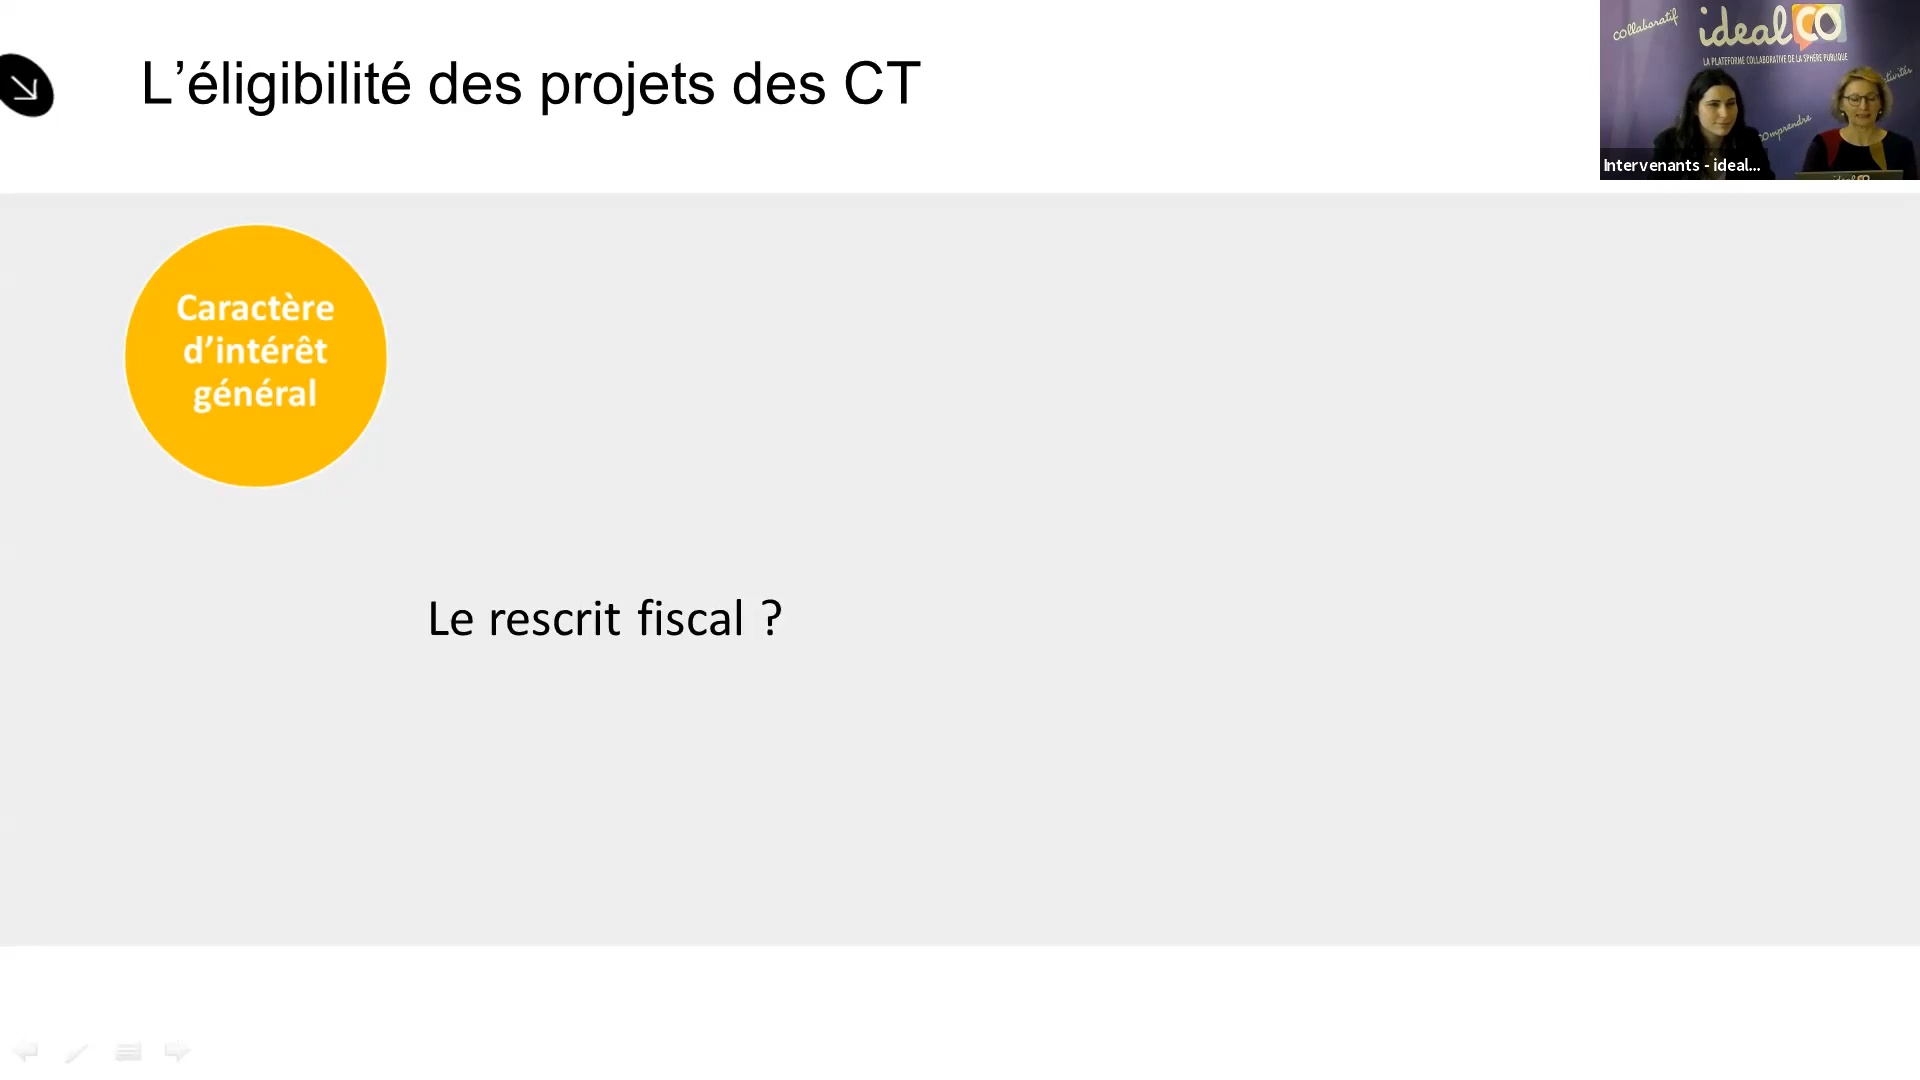 L’éligibilité des projets des CT
collaboratif
idealCO
LA PLATEFORME COLLABORATIVE DE LA SPHÈRE PUBLIQUE
comprendre
Intervenants - ideal...
Caractère
d’intérêt
général
Le rescrit fiscal ?